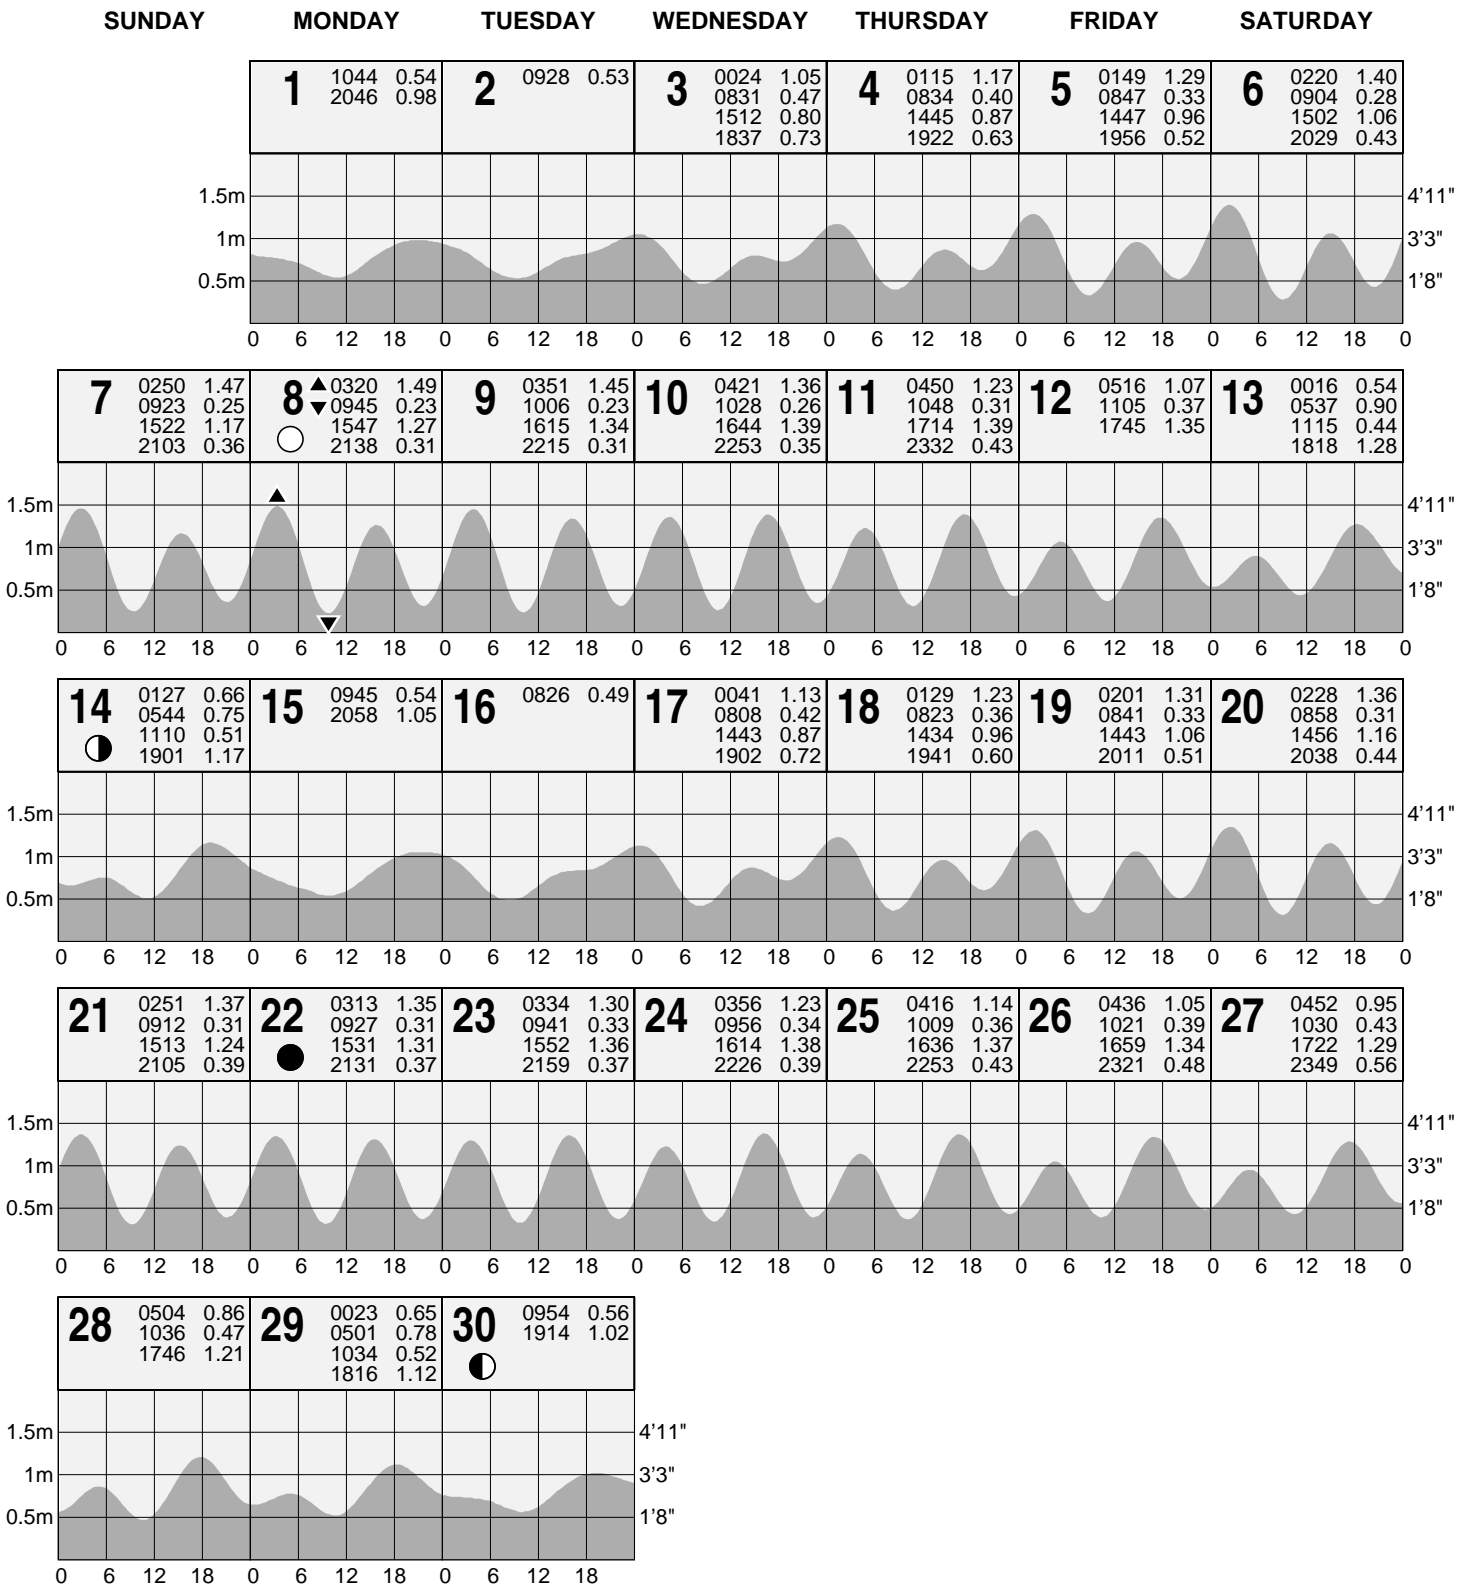 SUNDAY MONDAY TUESDAY WEDNESDAY THURSDAY FRIDAY SATURDAY
1 1044 0.54
2046 0.98
2 0928 0.53
3 0024 1.05
0831 0.47
1512 0.80
1837 0.73
4 0115 1.17
0834 0.40
1445 0.87
1922 0.63
5 0149 1.29
0847 0.33
1447 0.96
1956 0.52
6 0220 1.40
0904 0.28
1502 1.06
2029 0.43
1.5m 4'11"
1m 3'3"
0.5m 1'8"
0 6 12 18 0 6 12 18 0 6 12 18 0 6 12 18 0 6 12 18 0 6 12 18 0
7 0250 1.47
0923 0.25
1522 1.17
2103 0.36
8 0320 1.49
0945 0.23
1547 1.27
2138 0.31
9 0351 1.45
1006 0.23
1615 1.34
2215 0.31
10 0421 1.36
1028 0.26
1644 1.39
2253 0.35
11 0450 1.23
1048 0.31
1714 1.39
2332 0.43
12 0516 1.07
1105 0.37
1745 1.35
13 0016 0.54
0537 0.90
1115 0.44
1818 1.28
1.5m 4'11"
1m 3'3"
0.5m 1'8"
0 6 12 18 0 6 12 18 0 6 12 18 0 6 12 18 0 6 12 18 0 6 12 18 0 6 12 18 0
14 0127 0.66
0544 0.75
1110 0.51
1901 1.17
15 0945 0.54
2058 1.05
16 0826 0.49
17 0041 1.13
0808 0.42
1443 0.87
1902 0.72
18 0129 1.23
0823 0.36
1434 0.96
1941 0.60
19 0201 1.31
0841 0.33
1443 1.06
2011 0.51
20 0228 1.36
0858 0.31
1456 1.16
2038 0.44
1.5m 4'11"
1m 3'3"
0.5m 1'8"
0 6 12 18 0 6 12 18 0 6 12 18 0 6 12 18 0 6 12 18 0 6 12 18 0 6 12 18 0
21 0251 1.37
0912 0.31
1513 1.24
2105 0.39
22 0313 1.35
0927 0.31
1531 1.31
2131 0.37
23 0334 1.30
0941 0.33
1552 1.36
2159 0.37
24 0356 1.23
0956 0.34
1614 1.38
2226 0.39
25 0416 1.14
1009 0.36
1636 1.37
2253 0.43
26 0436 1.05
1021 0.39
1659 1.34
2321 0.48
27 0452 0.95
1030 0.43
1722 1.29
2349 0.56
1.5m 4'11"
1m 3'3"
0.5m 1'8"
0 6 12 18 0 6 12 18 0 6 12 18 0 6 12 18 0 6 12 18 0 6 12 18 0 6 12 18 0
28 0504 0.86
1036 0.47
1746 1.21
29 0023 0.65
0501 0.78
1034 0.52
1816 1.12
30 0954 0.56
1914 1.02
1.5m 4'11"
1m 3'3"
0.5m 1'8"
0 6 12 18 0 6 12 18 0 6 12 18